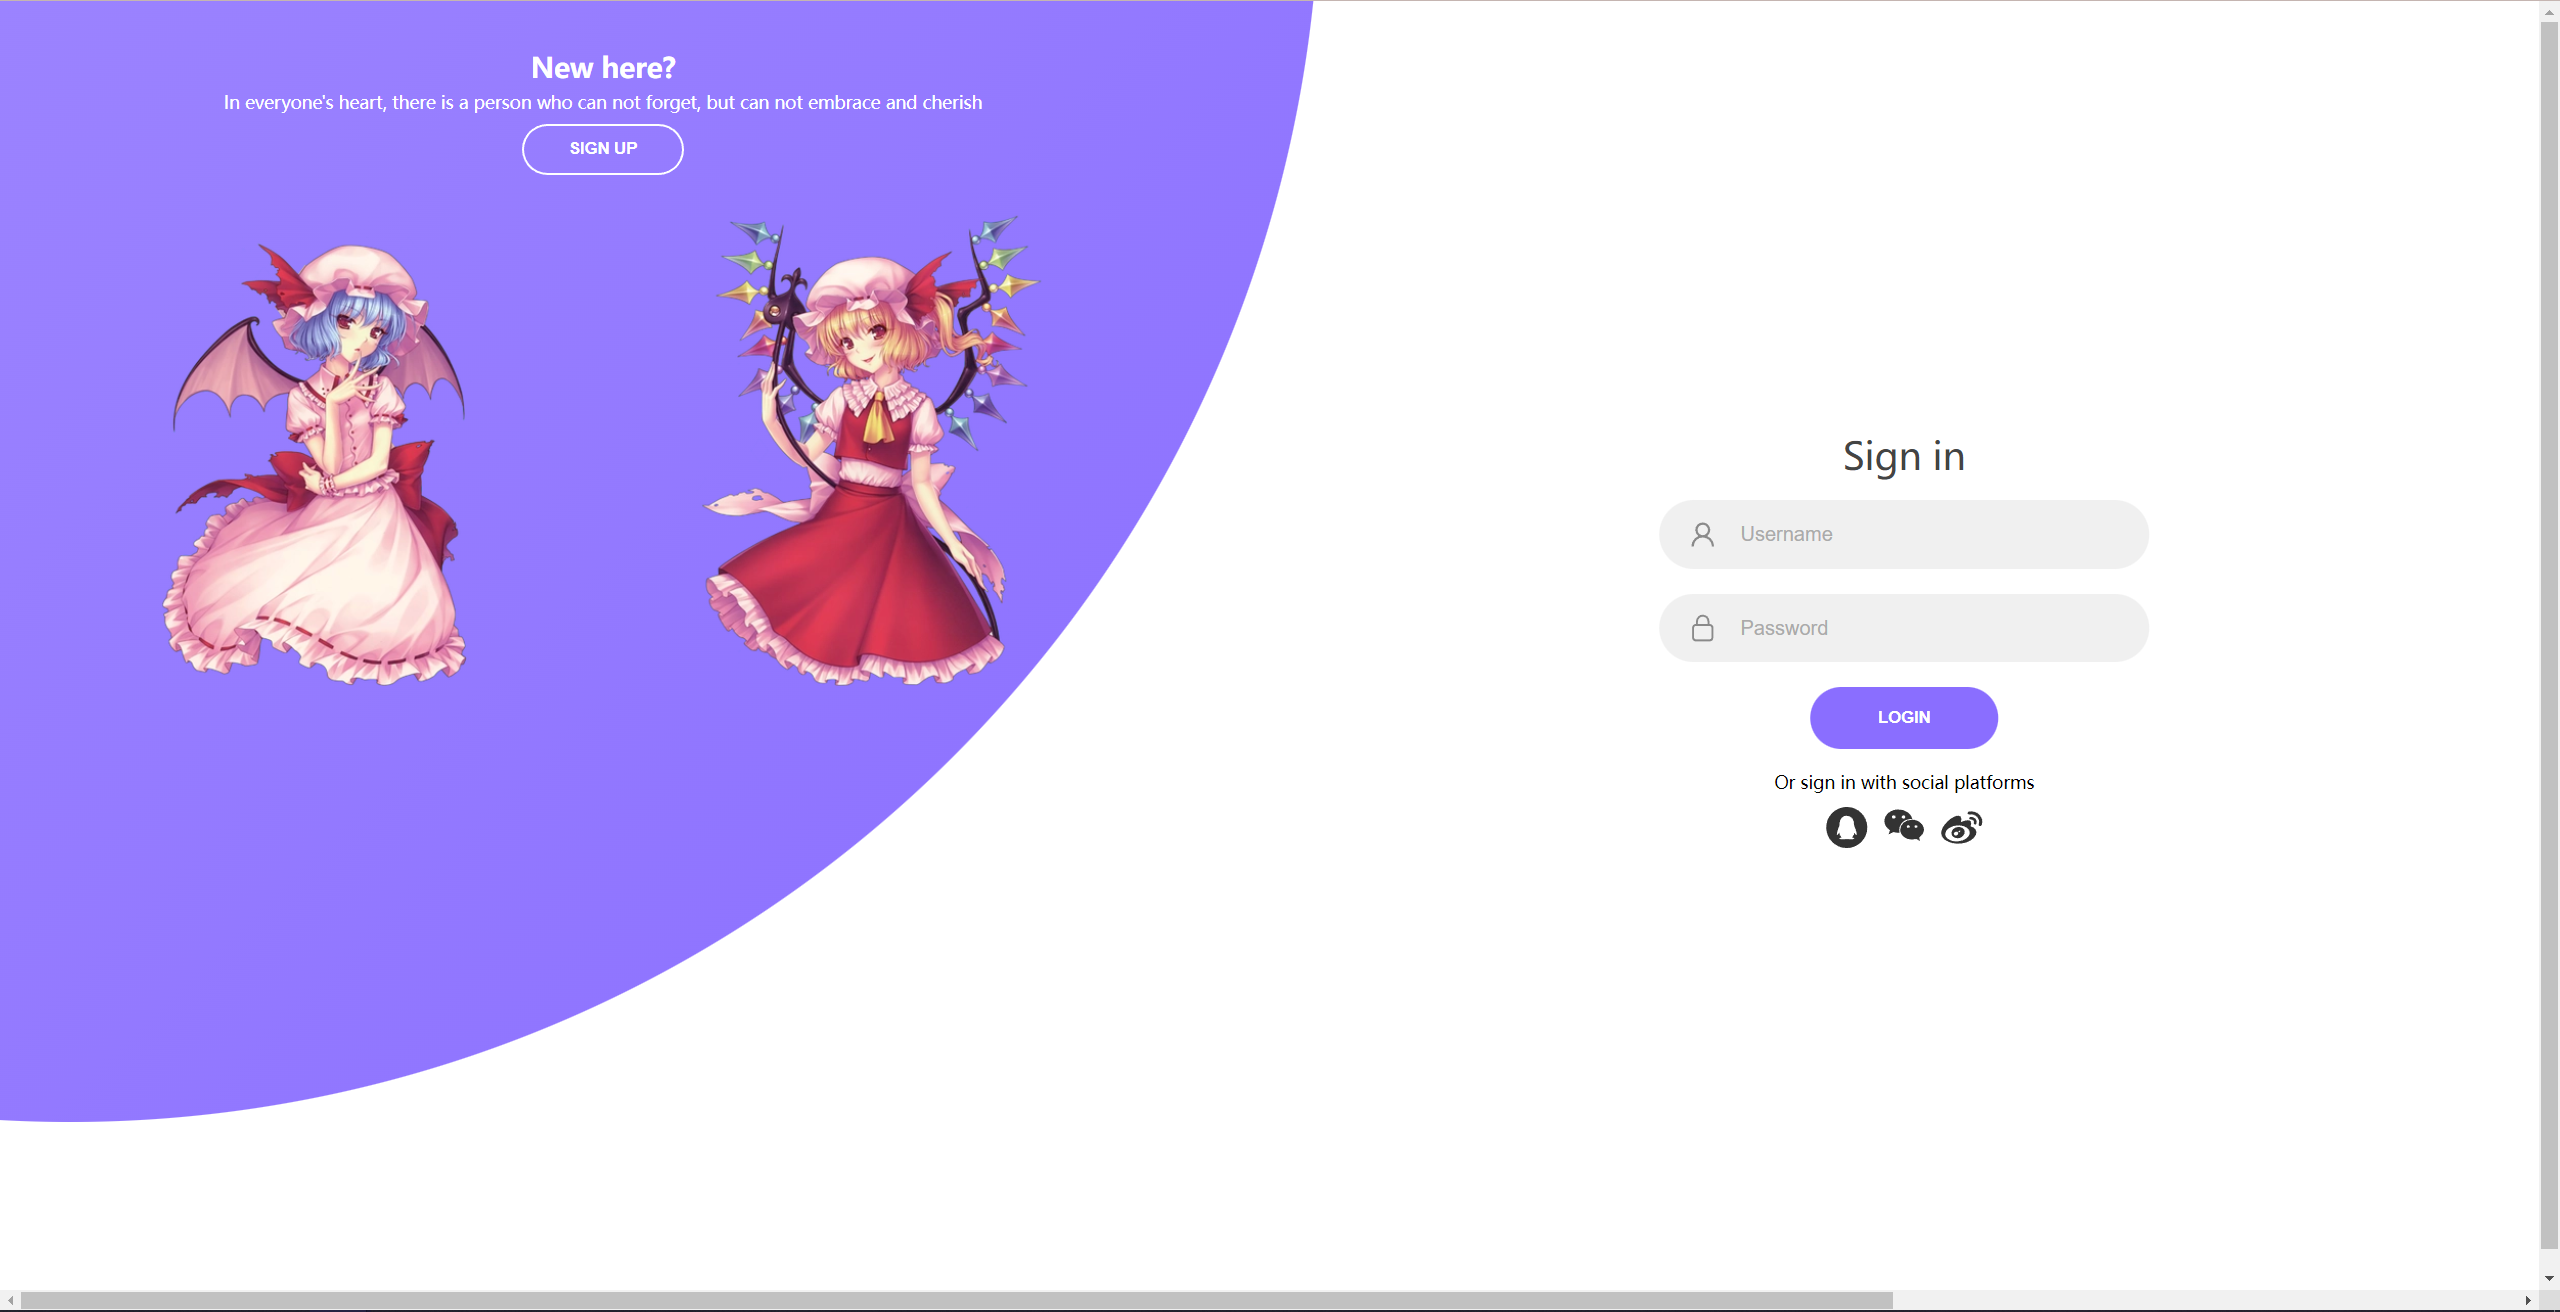 New here?
In everyone's heart, there is a person who can not forget, but can not embrace and cherish
SIGN UP
Sign in
Username
Password
LOGIN
Or sign in with social platforms